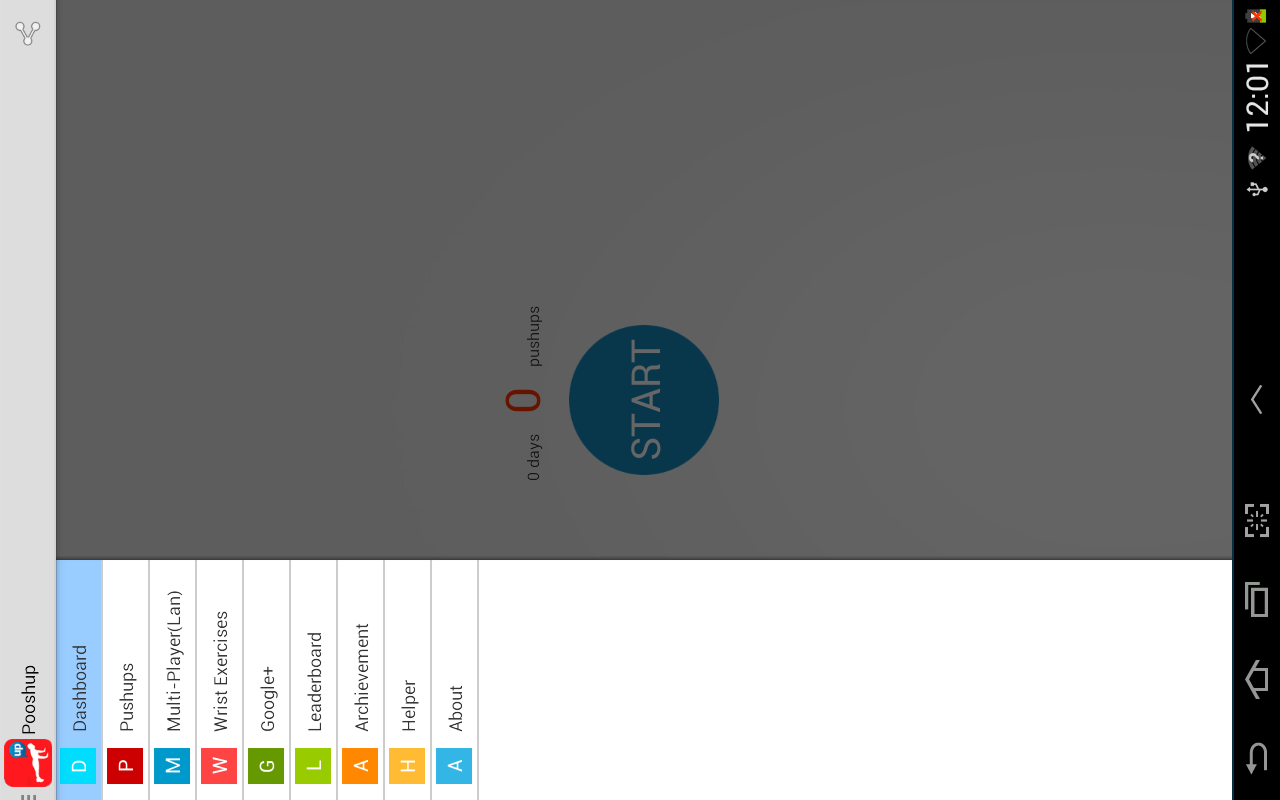 Pooshup
up
D Dashboard
P Pushups
M Multi-Player(Lan)
W Wrist Exercises
G Google+
L Leaderboard
A Archievement
H Helper
A About
0 days 0 pushups
START
12:01